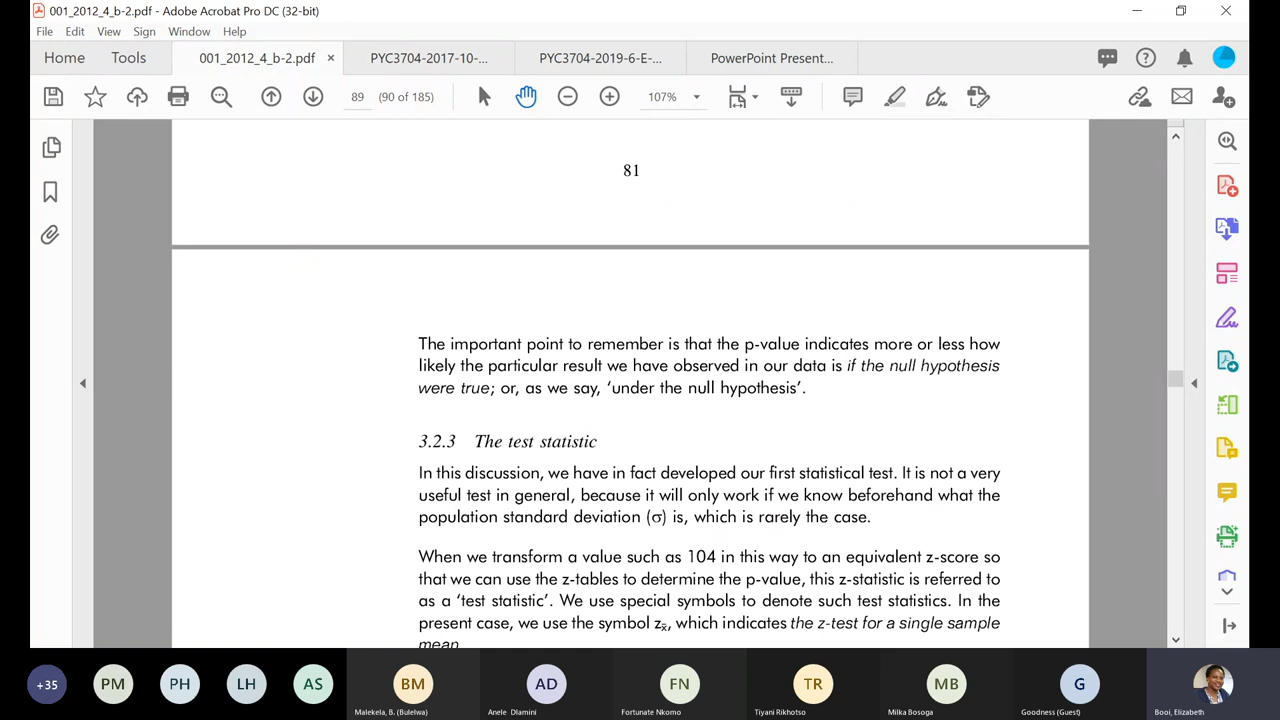 001_2012_4_b-2.pdf - Adobe Acrobat Pro DC (32-bit)
File Edit View Sign Window Help
Home Tools 001_2012_4_b-2.pdf × PYC3704-2017-10-... PYC3704-2019-6-E-... PowerPoint Present...
89 (90 of 185) 107%
81
The important point to remember is that the p-value indicates more or less how
likely the particular result we have observed in our data is if the null hypothesis
were true; or, as we say, ‘under the null hypothesis’.
3.2.3 The test statistic
In this discussion, we have in fact developed our first statistical test. It is not a very
useful test in general, because it will only work if we know beforehand what the
population standard deviation (σ) is, which is rarely the case.
When we transform a value such as 104 in this way to an equivalent z-score so
that we can use the z-tables to determine the p-value, this z-statistic is referred to
as a ‘test statistic’. We use special symbols to denote such test statistics. In the
present case, we use the symbol zx̄, which indicates the z-test for a single sample
mean
+35 PM PH LH AS BM AD FN TR MB G
Malekela, B. (Bulelwa) Anele Dlamini Fortunate Nkomo Tiyani Rikhotso Milka Bosoga Goodness (Guest) Booi, Elizabeth